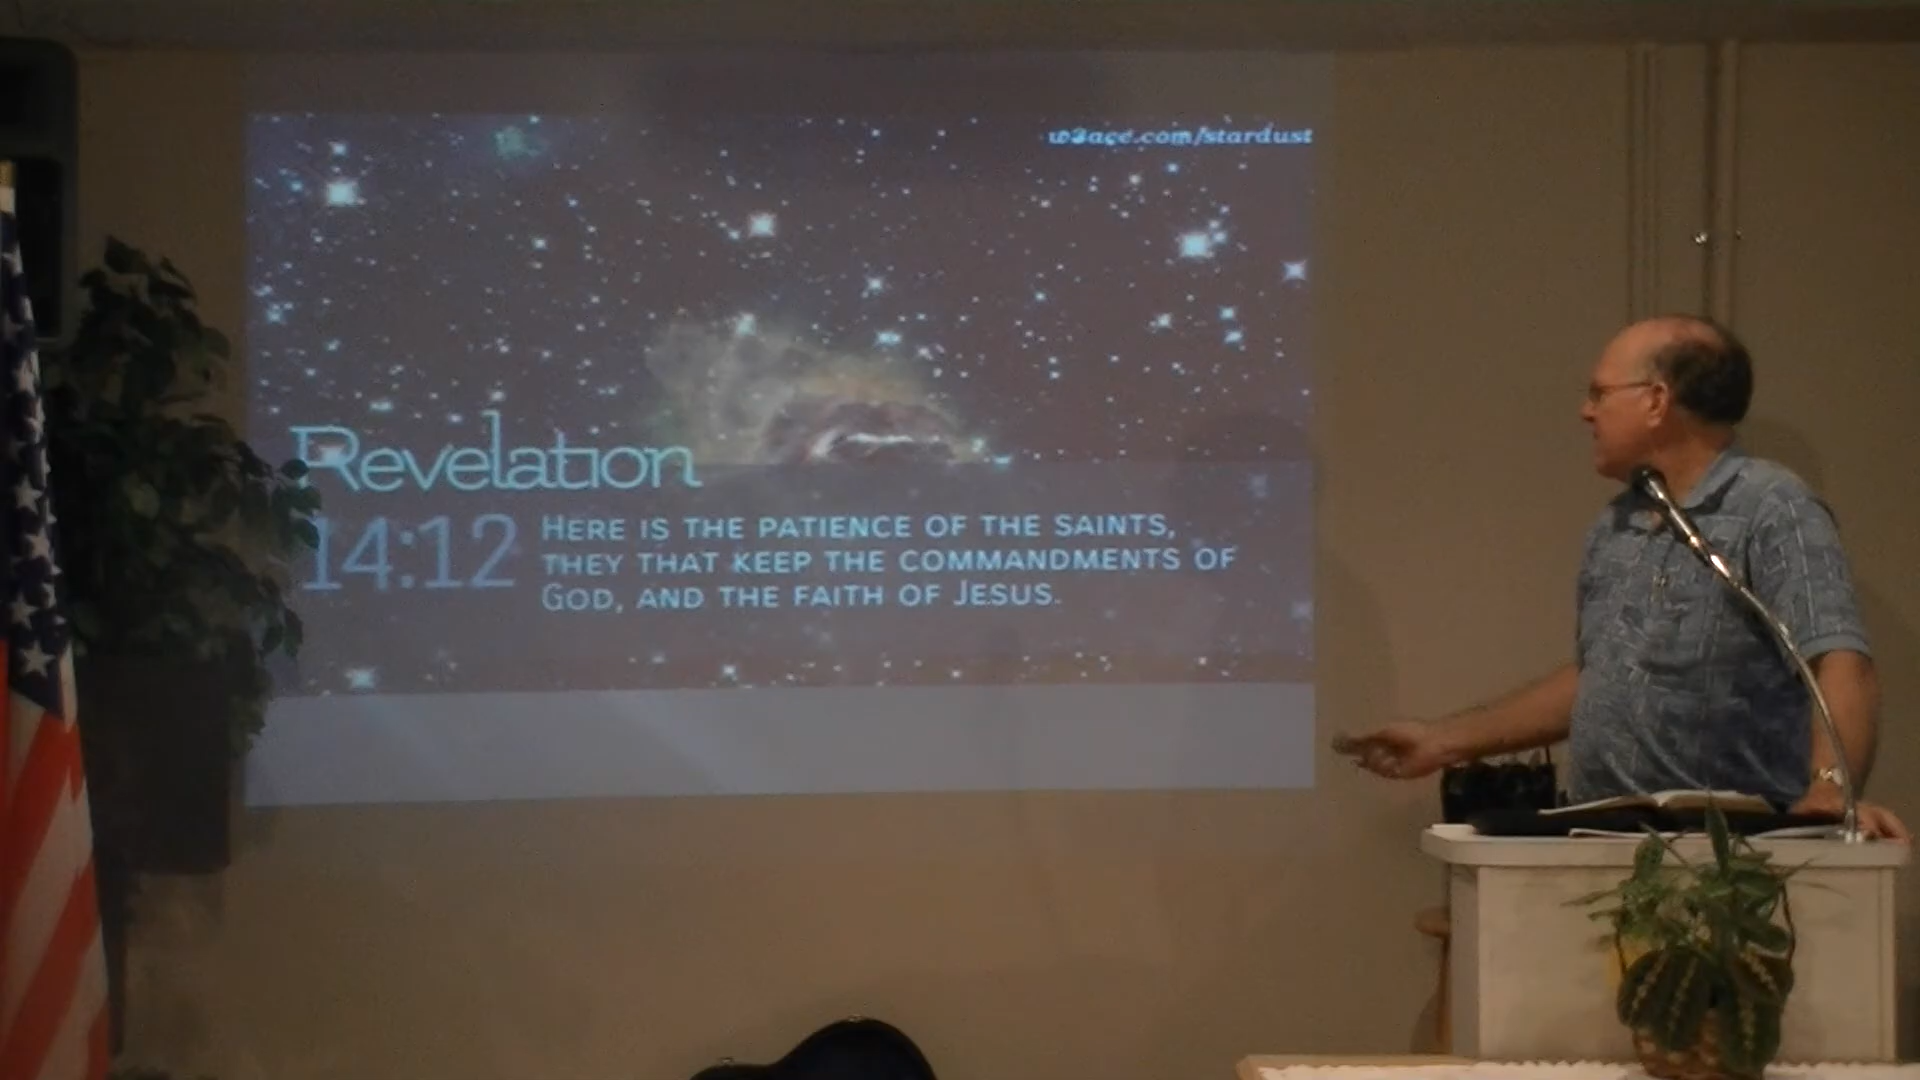 w3ace.com/stardust
Revelation
14:12
Here is the patience of the saints,
they that keep the commandments of
God, and the faith of Jesus.